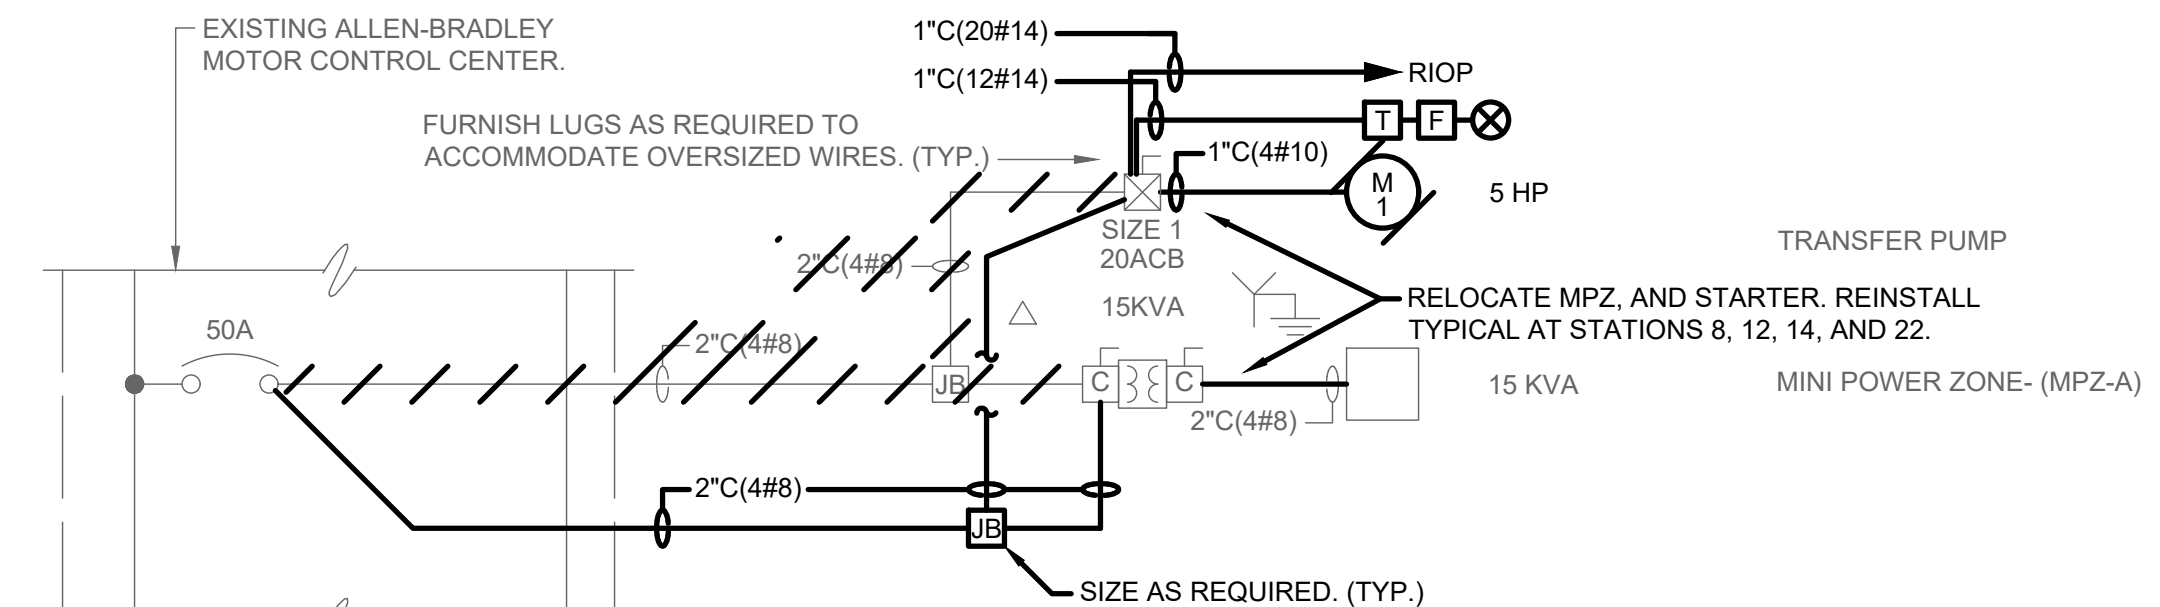 EXISTING ALLEN-BRADLEY
MOTOR CONTROL CENTER.
1"C(20#14)
RIOP
1"C(12#14)
T
F
FURNISH LUGS AS REQUIRED TO
ACCOMMODATE OVERSIZED WIRES. (TYP.)
1"C(4#10)
M
1
5 HP
SIZE 1
20ACB
TRANSFER PUMP
2"C(4#8)
15KVA
RELOCATE MPZ, AND STARTER. REINSTALL
TYPICAL AT STATIONS 8, 12, 14, AND 22.
50A
2"C(4#8)
JB
C
C
15 KVA
MINI POWER ZONE- (MPZ-A)
2"C(4#8)
2"C(4#8)
JB
SIZE AS REQUIRED. (TYP.)